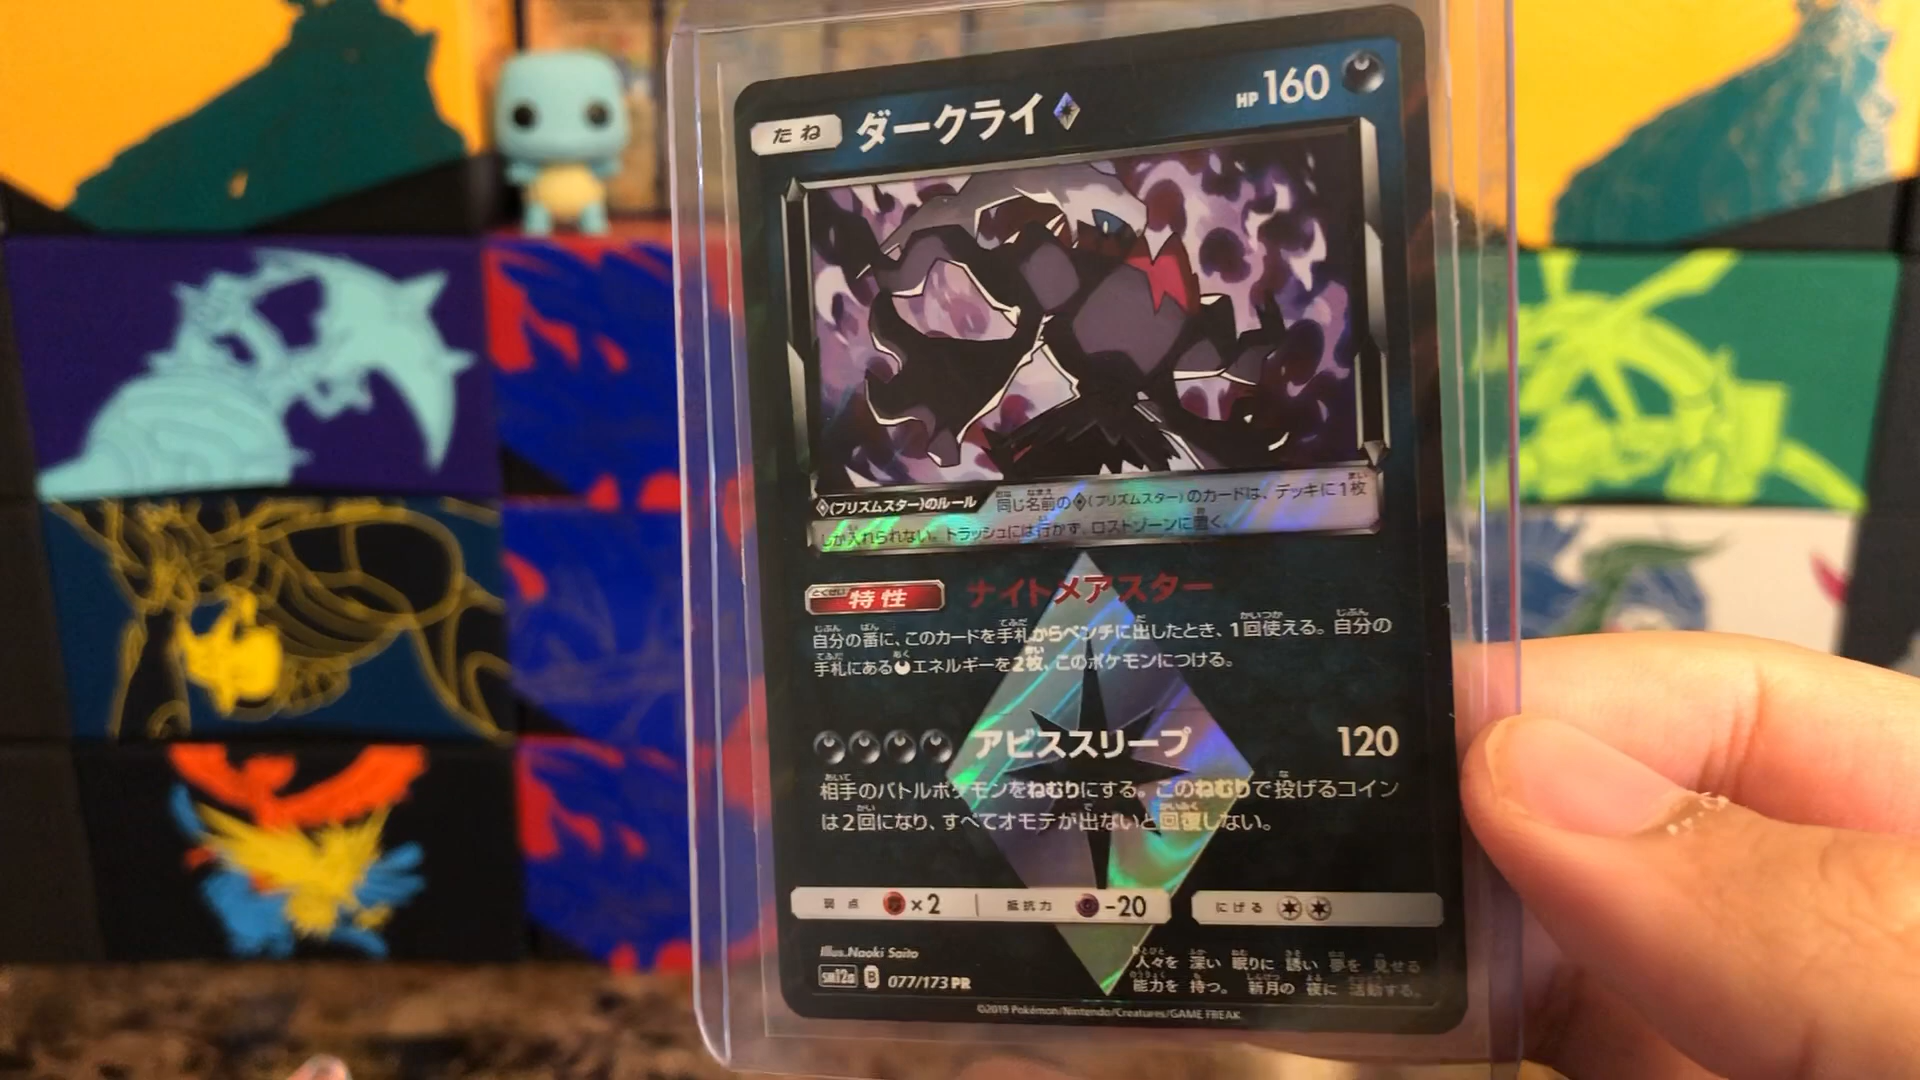 たね ダークライ◇ HP160
◇(プリズムスター)のルール 同じ名前の◇(プリズムスター)のカードは、デッキに1枚
しか入れられない。トラッシュには行かず、ロストゾーンに置く。
特性 ナイトメアスター
自分の番に、このカードを手札からベンチに出したとき、1回使える。自分の
手札にあるエネルギーを2枚、このポケモンにつける。
アビススリープ 120
相手のバトルポケモンをねむりにする。このねむりで投げるコイン
は2回になり、すべてオモテが出ないと回復しない。
弱点 ×2 抵抗力 -20 にげる
Illus. Naoki Saito
人々を 深い 眠りに 誘い 夢を 見せる
SM12a B 077/173 PR
能力を 持つ。 新月の 夜に 活動する。
©2019 Pokémon/Nintendo/Creatures/GAME FREAK